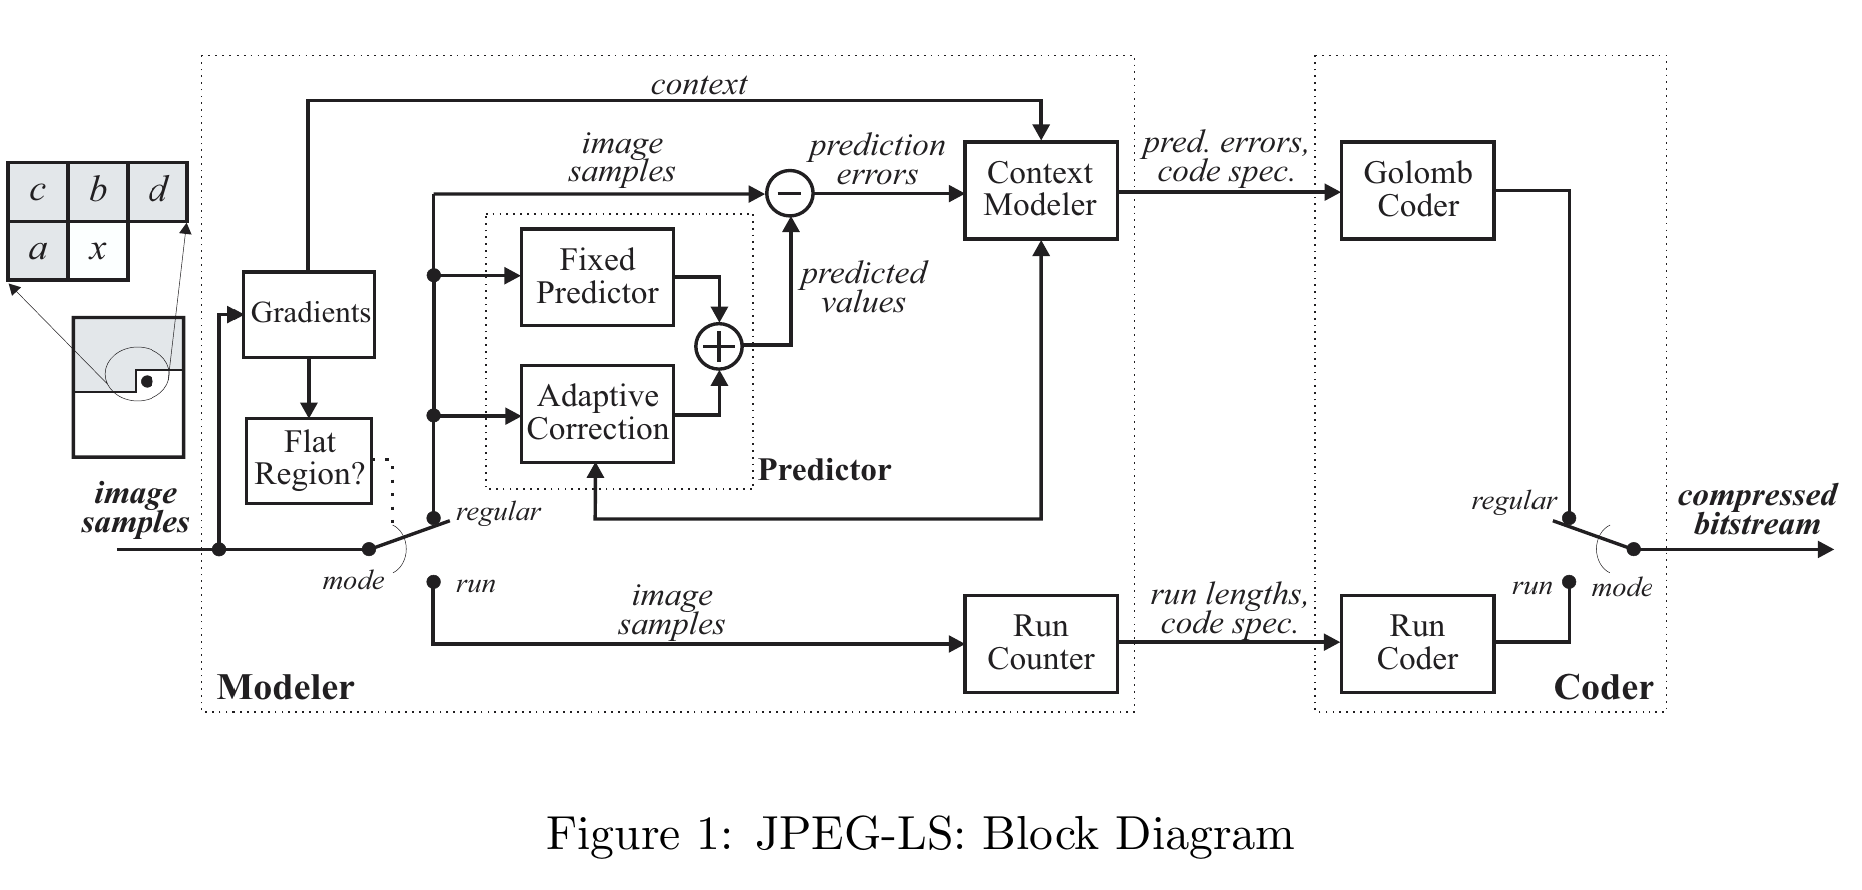 context
image
samples
prediction
errors
pred. errors,
code spec.
c b d
a x
Context
Modeler
Golomb
Coder
Fixed
Predictor
predicted
values
Gradients
Adaptive
Correction
Flat
Region?
Predictor
image
samples
regular
mode
run
image
samples
run lengths,
code spec.
Run
Counter
Run
Coder
regular
run
mode
compressed
bitstream
Modeler
Coder
Figure 1: JPEG-LS: Block Diagram